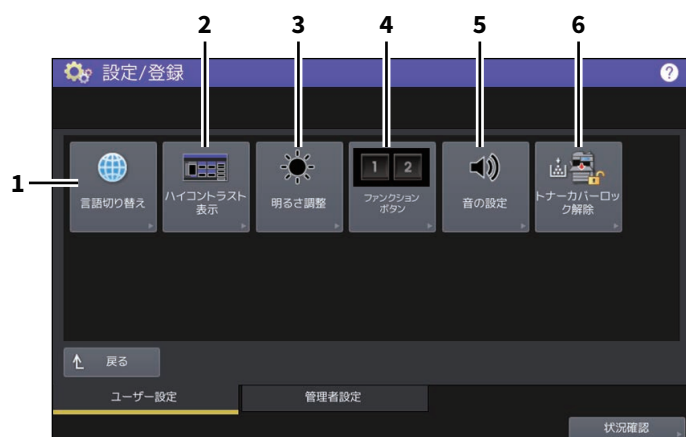 2 3 4 5 6
設定/登録 ?
1 2
1
言語切り替え
ハイコントラスト
表示
明るさ調整
ファンクション
ボタン
音の設定
トナーカバーロッ
ク解除
戻る
ユーザー設定 管理者設定
状況確認